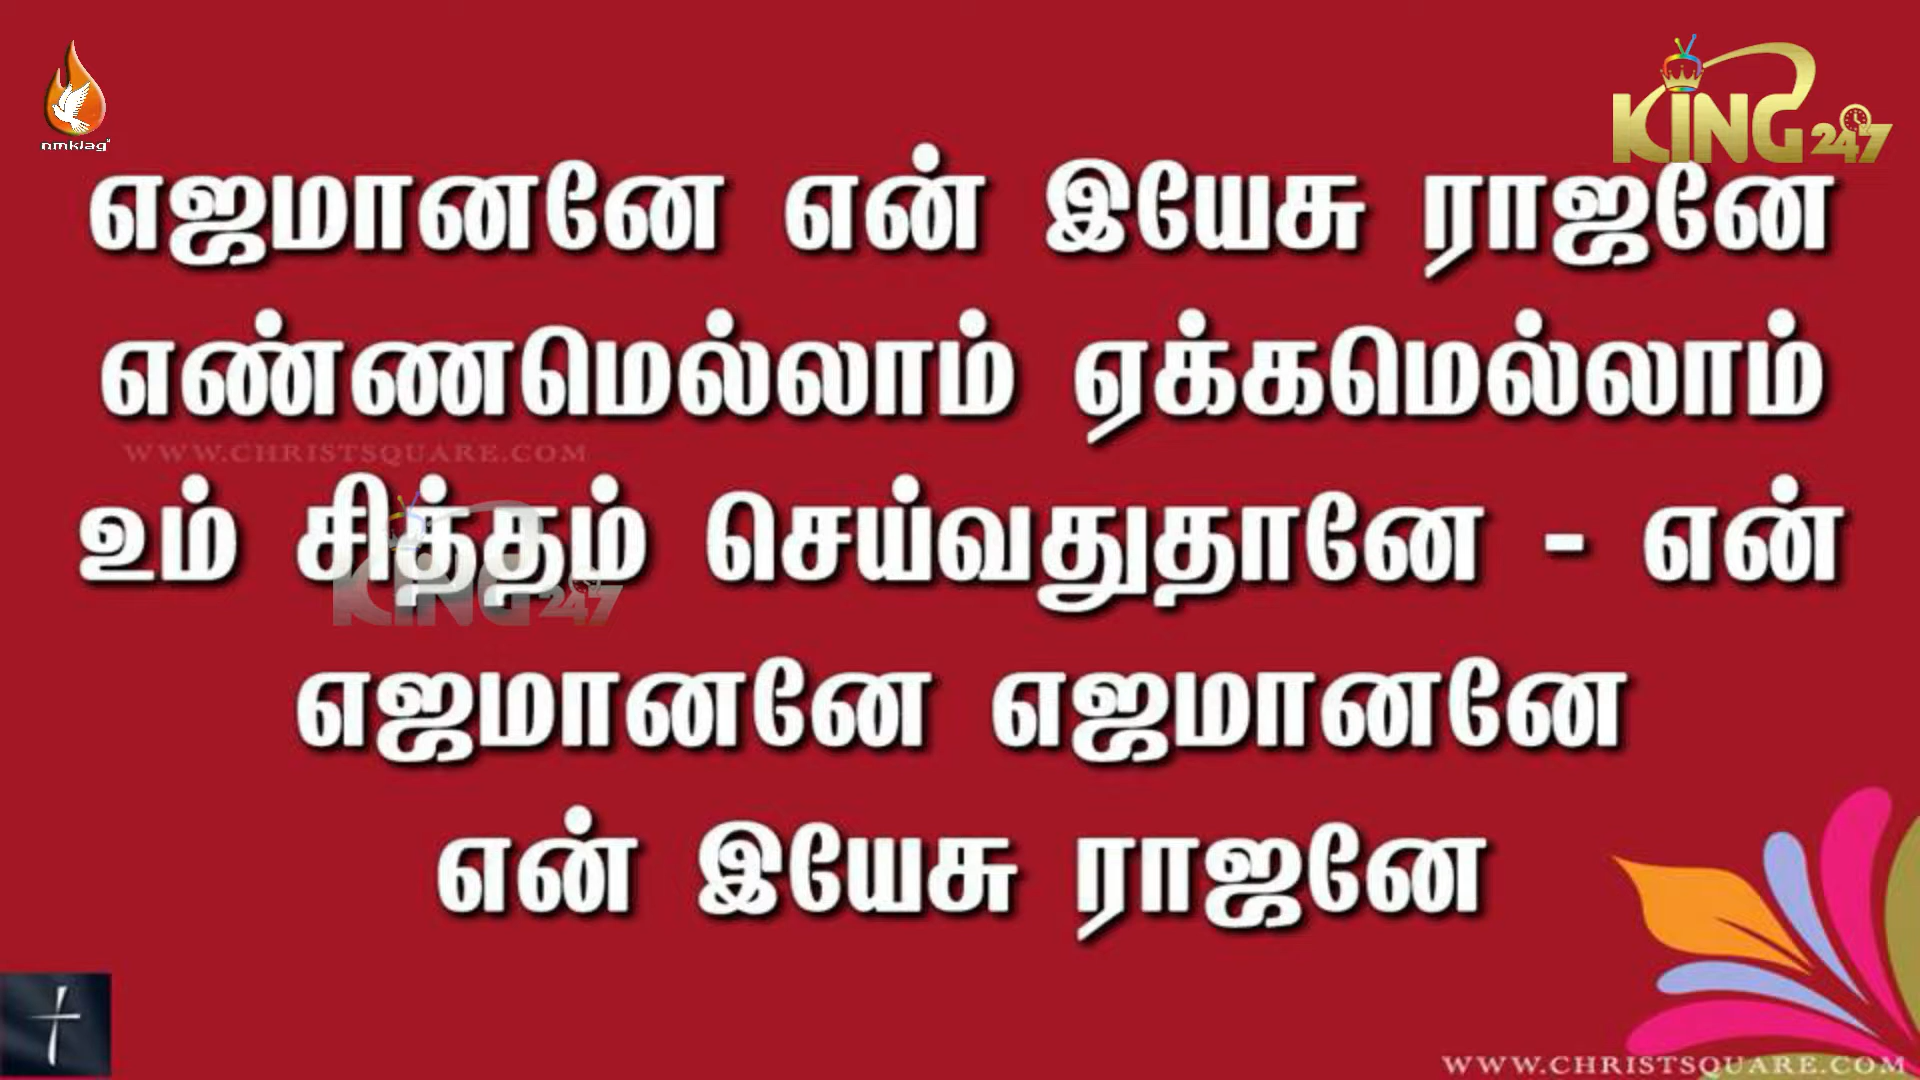 nmklag
KING 247
எஜமானனே என் இயேசு ராஜனே
எண்ணமெல்லாம் ஏக்கமெல்லாம்
WWW.CHRISTSQUARE.COM
உம் சித்தம் செய்வதுதானே - என்
KING 247
எஜமானனே எஜமானனே
என் இயேசு ராஜனே
WWW.CHRISTSQUARE.COM